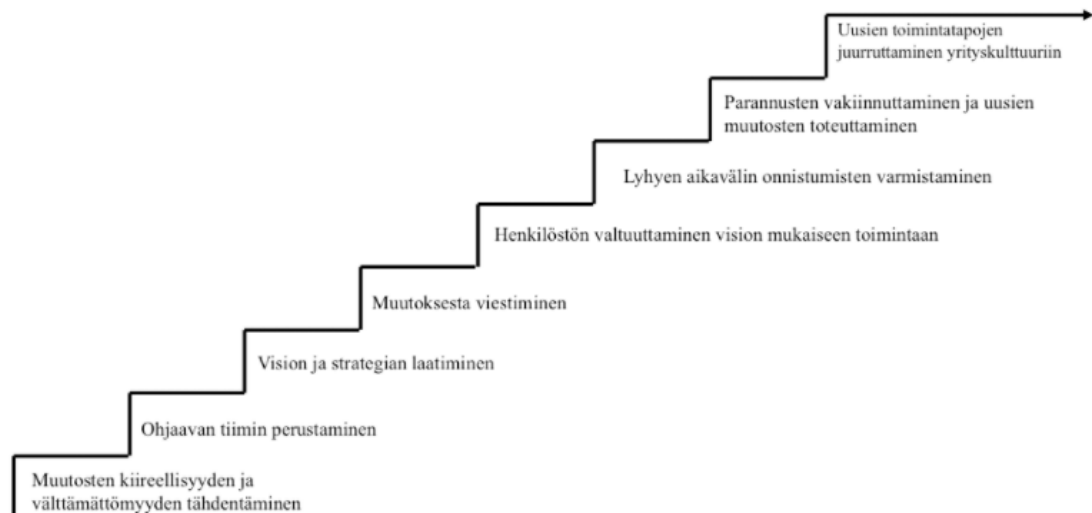 Uusien toimintatapojen
juurruttaminen yrityskulttuuriin
Parannusten vakiinnuttaminen ja uusien
muutosten toteuttaminen
Lyhyen aikavälin onnistumisten varmistaminen
Henkilöstön valtuuttaminen vision mukaiseen toimintaan
Muutoksesta viestiminen
Vision ja strategian laatiminen
Ohjaavan tiimin perustaminen
Muutosten kiireellisyyden ja
välttämättömyyden tähdentäminen